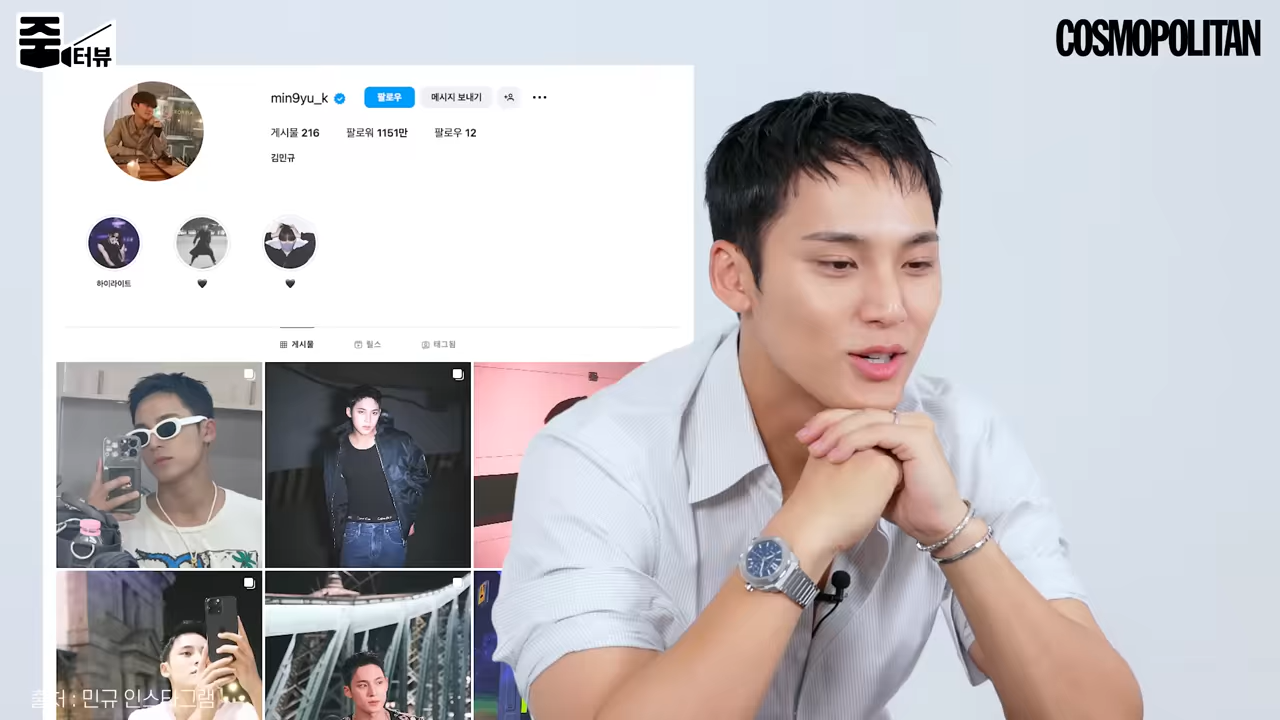 줌터뷰
COSMOPOLITAN
min9yu_k
팔로우
메시지 보내기
게시물 216
팔로워 1151만
팔로우 12
김민규
하이라이트
게시물
릴스
태그됨
출처 : 민규 인스타그램